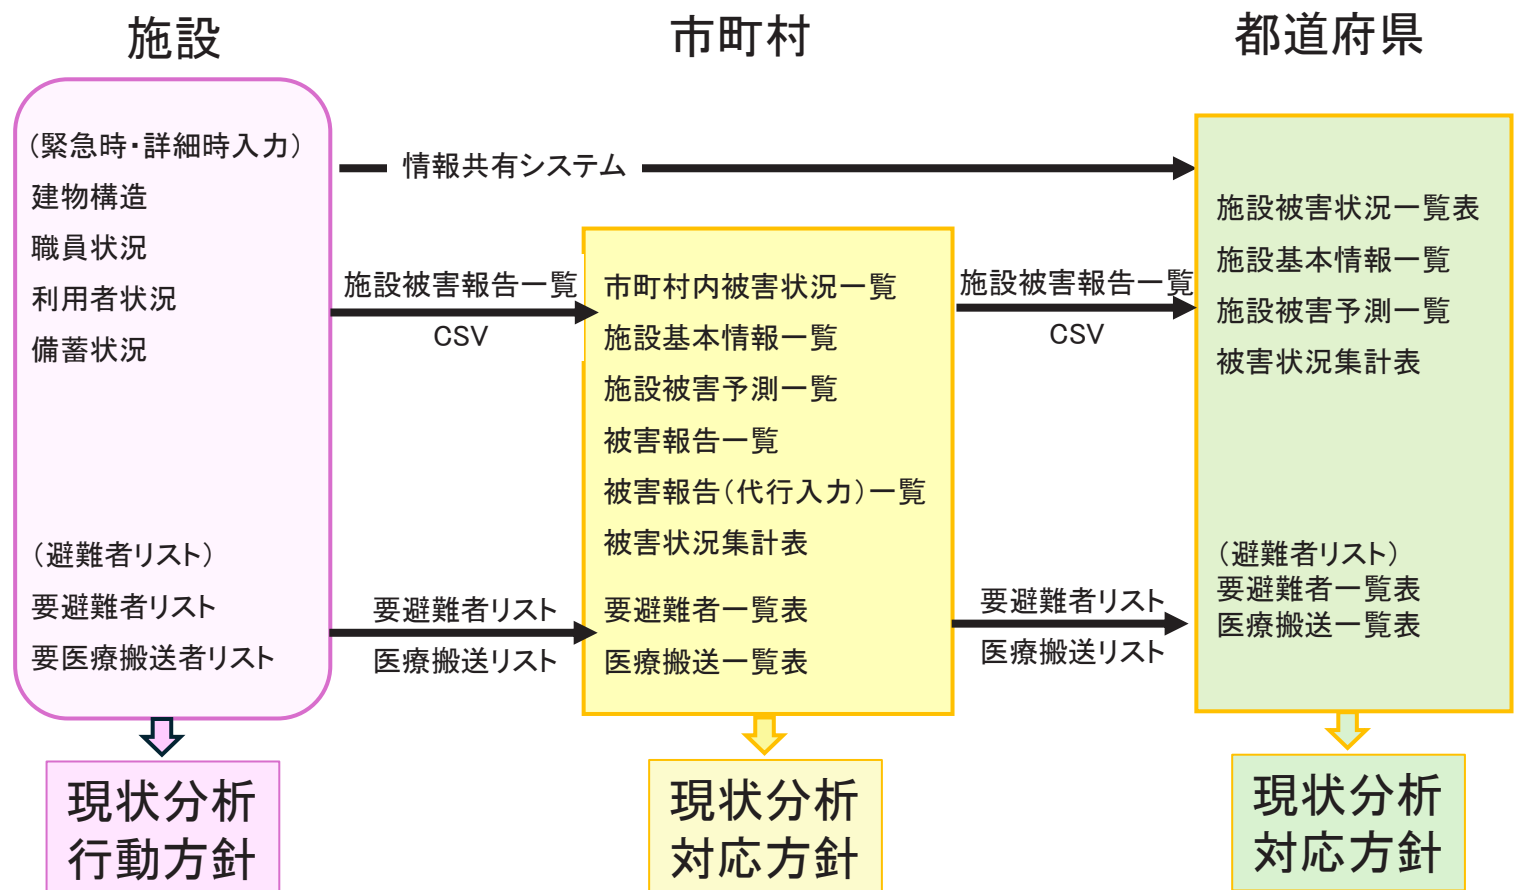 施設
市町村
都道府県
（緊急時・詳細時入力）
建物構造
職員状況
利用者状況
備蓄状況
（避難者リスト）
要避難者リスト
要医療搬送者リスト
情報共有システム
施設被害報告一覧
CSV
要避難者リスト
医療搬送リスト
市町村内被害状況一覧
施設基本情報一覧
施設被害予測一覧
被害報告一覧
被害報告（代行入力）一覧
被害状況集計表
要避難者一覧表
医療搬送一覧表
施設被害報告一覧
CSV
要避難者リスト
医療搬送リスト
施設被害状況一覧表
施設基本情報一覧
施設被害予測一覧
被害状況集計表
（避難者リスト）
要避難者一覧表
医療搬送一覧表
現状分析
行動方針
現状分析
対応方針
現状分析
対応方針